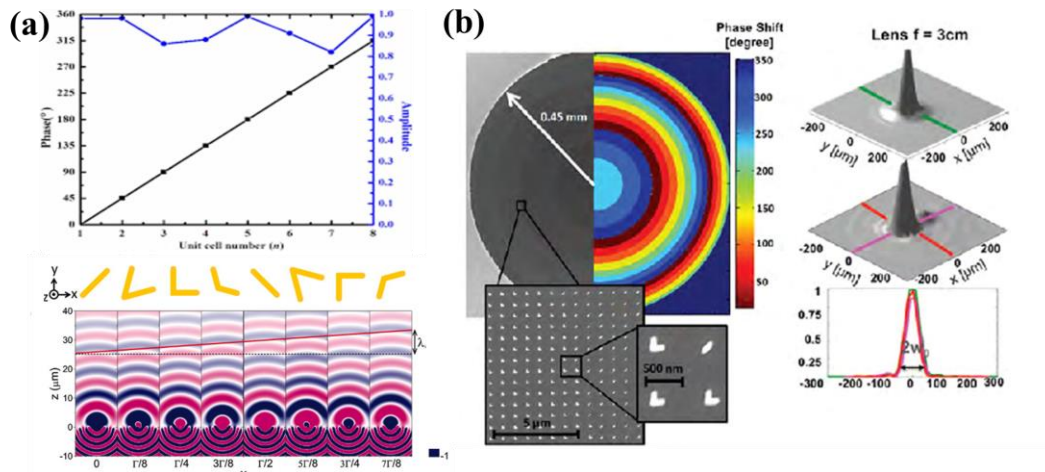 (a)
360
315
270
225
180
135
90
45
0
Phase(°)
1.0
0.9
0.8
0.7
0.6
0.5
0.4
0.3
0.2
0.1
0.0
Amplitude
1 2 3 4 5 6 7 8
Unit cell number (n)
y
z x
40
30
20
10
0
-10
z (μm)
λ
0 Γ/8 Γ/4 3Γ/8 Γ/2 5Γ/8 3Γ/4 7Γ/8
-1
(b)
Phase Shift
[degree]
350
300
250
200
150
100
50
0.45 mm
5 μm
500 nm
Lens f = 3cm
-200 0 200
y [μm]
200 0 -200
x [μm]
-200 0 200
y [μm]
200 0 -200
x [μm]
1
0.75
0.5
0.25
2w0
-300 -200 -100 0 100 200 300